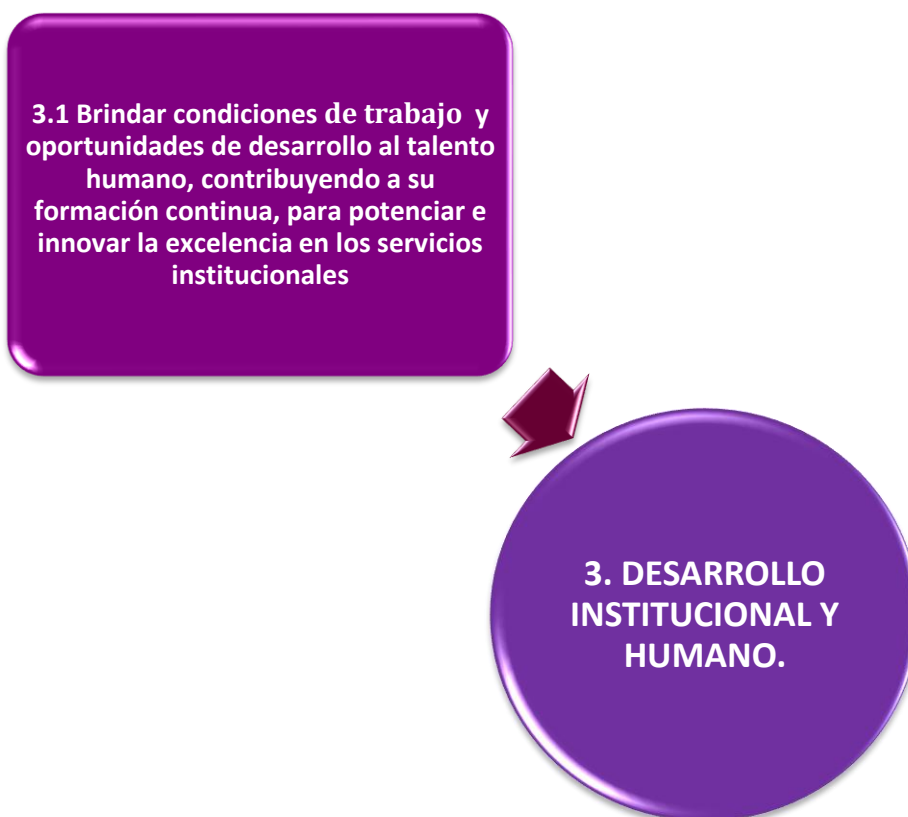 3.1 Brindar condiciones de trabajo y
oportunidades de desarrollo al talento
humano, contribuyendo a su
formación continua, para potenciar e
innovar la excelencia en los servicios
institucionales
3. DESARROLLO
INSTITUCIONAL Y
HUMANO.